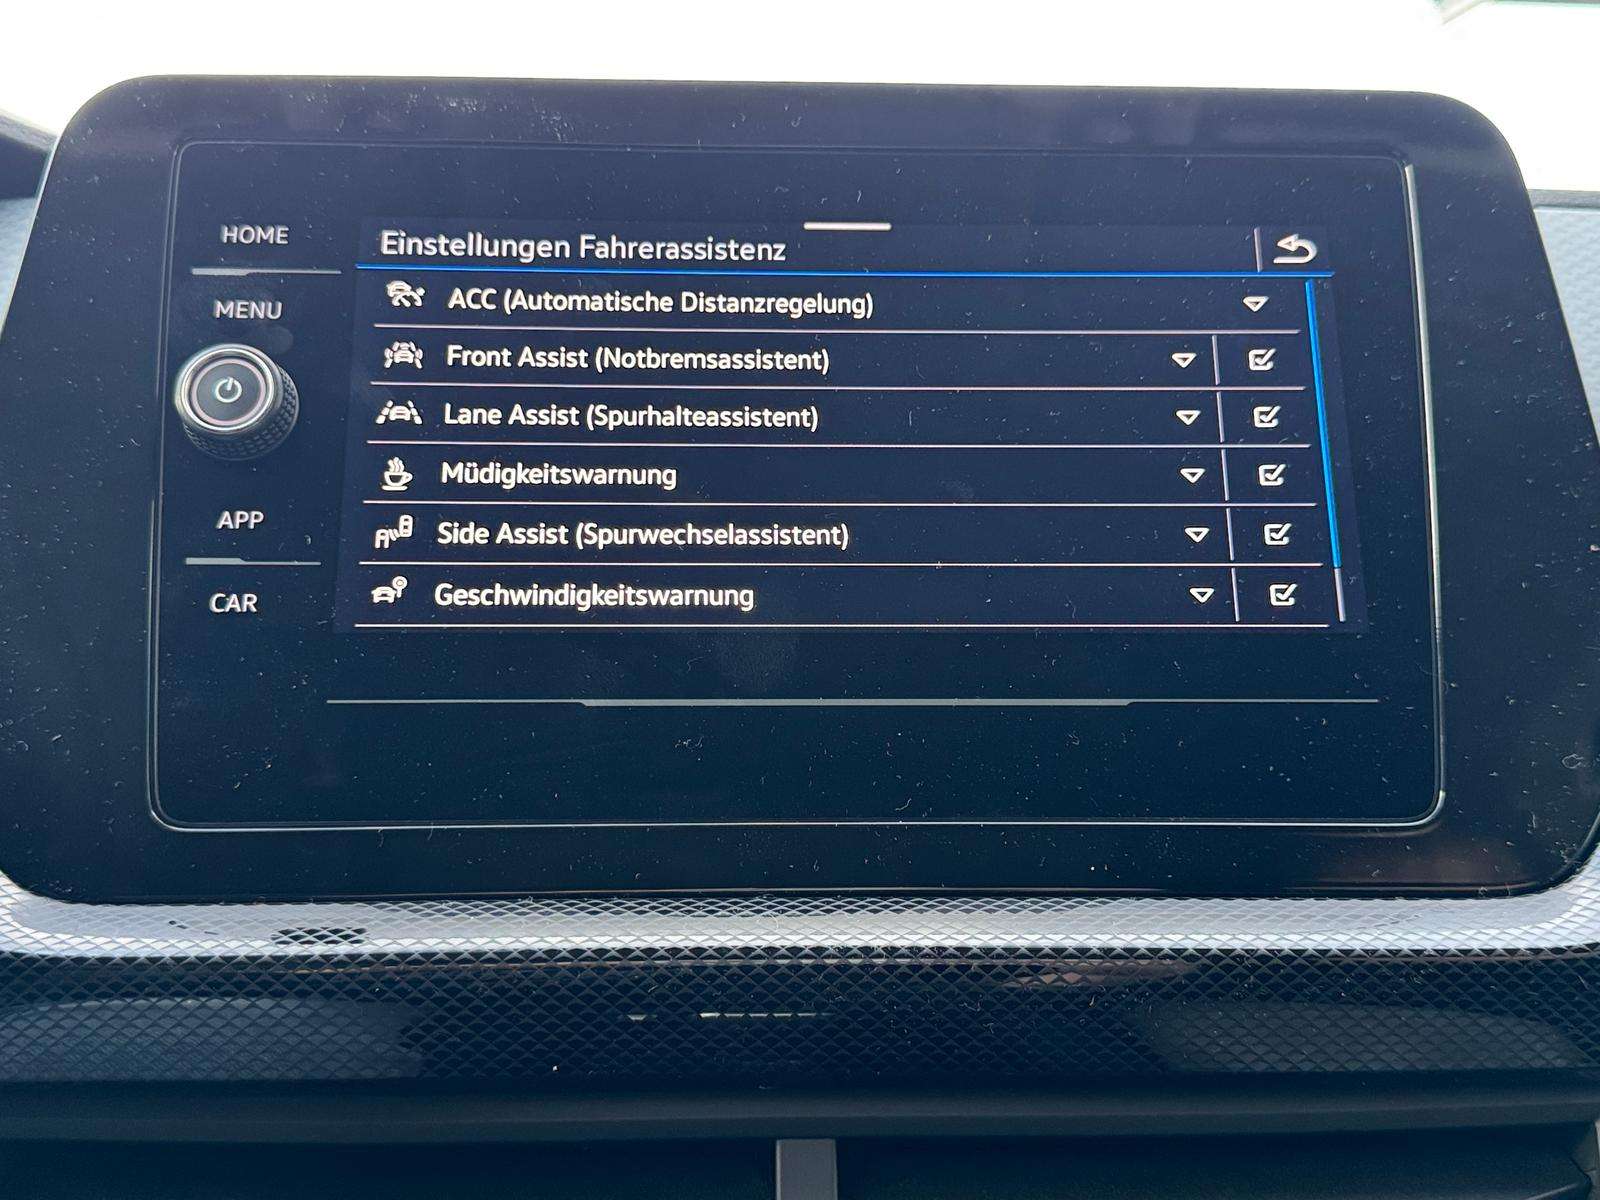 HOME
MENU
APP
CAR
Einstellungen Fahrerassistenz
ACC (Automatische Distanzregelung)
Front Assist (Notbremsassistent)
Lane Assist (Spurhalteassistent)
Müdigkeitswarnung
Side Assist (Spurwechselassistent)
Geschwindigkeitswarnung